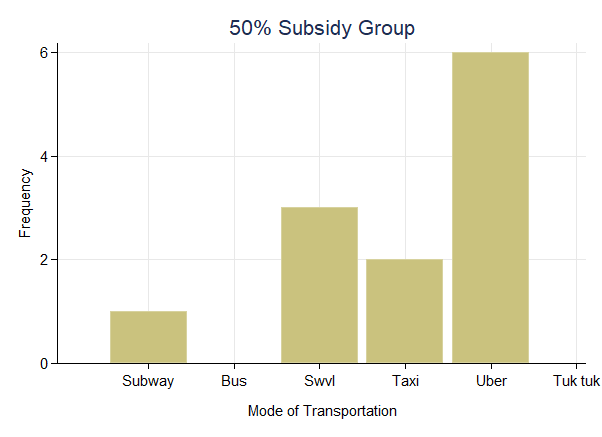 50% Subsidy Group
6
4
2
0
Frequency
Subway Bus Swvl Taxi Uber Tuk tuk
Mode of Transportation